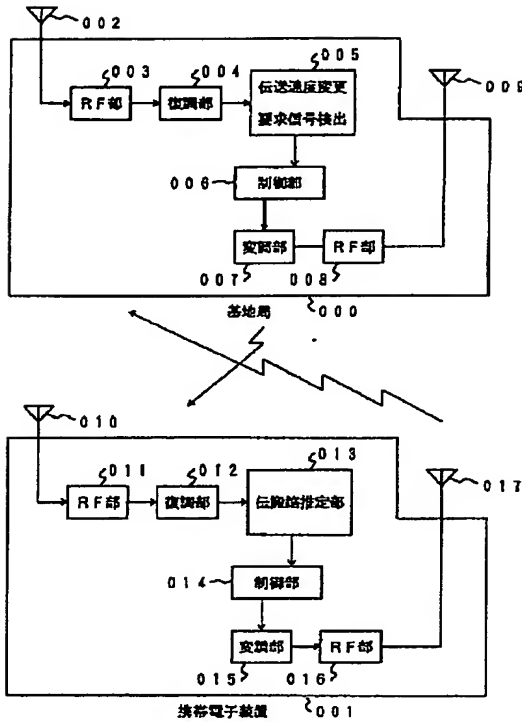 002
003 004 005
RF部 復調部 伝送速度変更
要求信号検出
009
006 制御部
変調部 RF部
007 008
基地局 000
010
011 012 013
RF部 復調部 伝搬路推定部
017
014 制御部
変調部 RF部
015 016
携帯電子装置 001